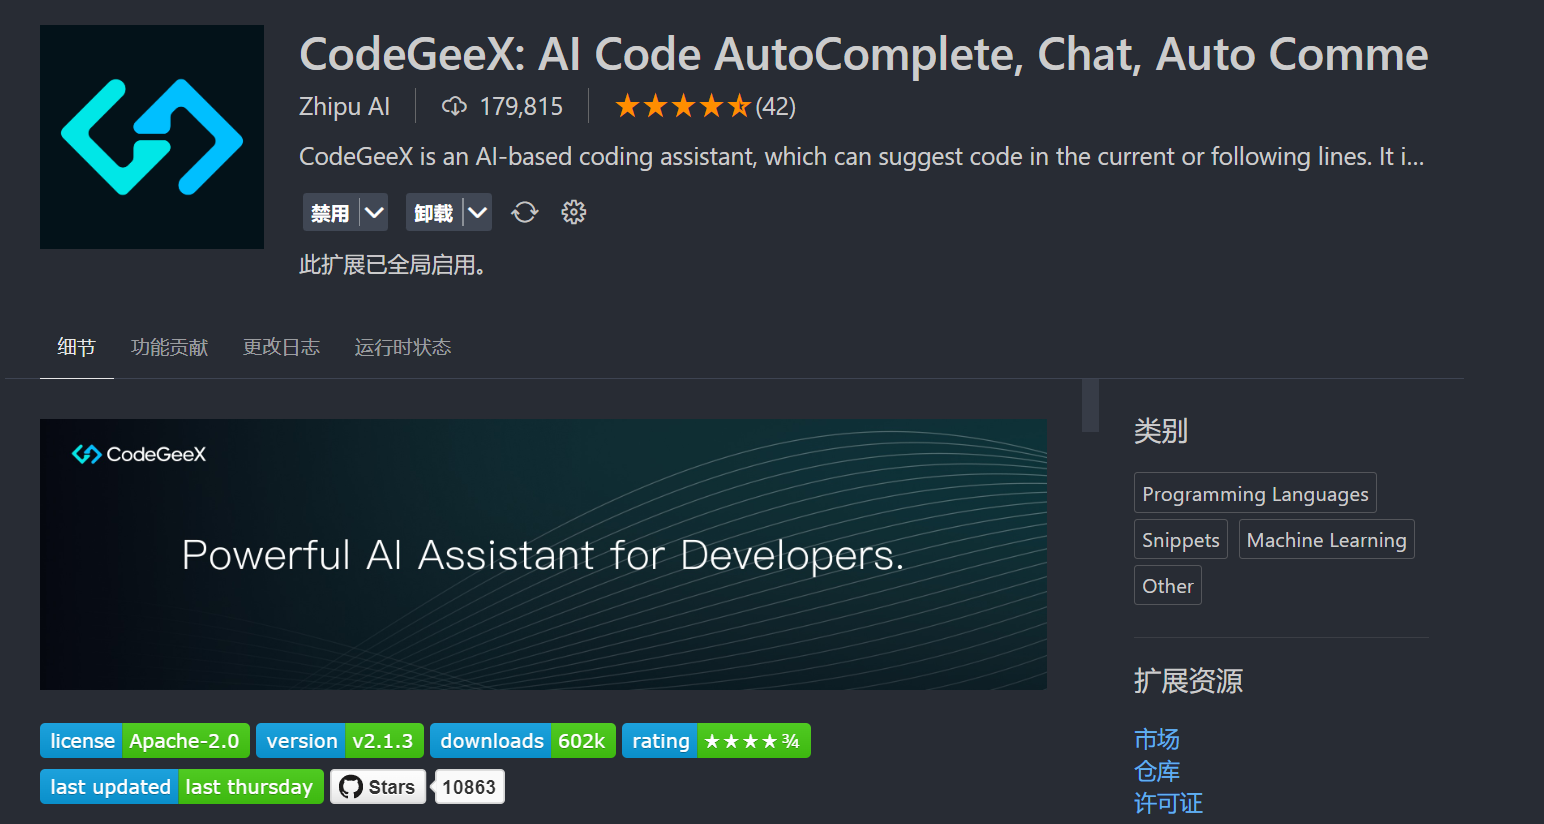 CodeGeeX: AI Code AutoComplete, Chat, Auto Comme
Zhipu AI 179,815 (42)
CodeGeeX is an AI-based coding assistant, which can suggest code in the current or following lines. It i...
禁用 卸载
此扩展已全局启用。
细节 功能贡献 更改日志 运行时状态
CodeGeeX
Powerful AI Assistant for Developers.
license Apache-2.0 version v2.1.3 downloads 602k rating ★★★★¾
last updated last thursday Stars 10863
类别
Programming Languages
Snippets Machine Learning
Other
扩展资源
市场
仓库
许可证